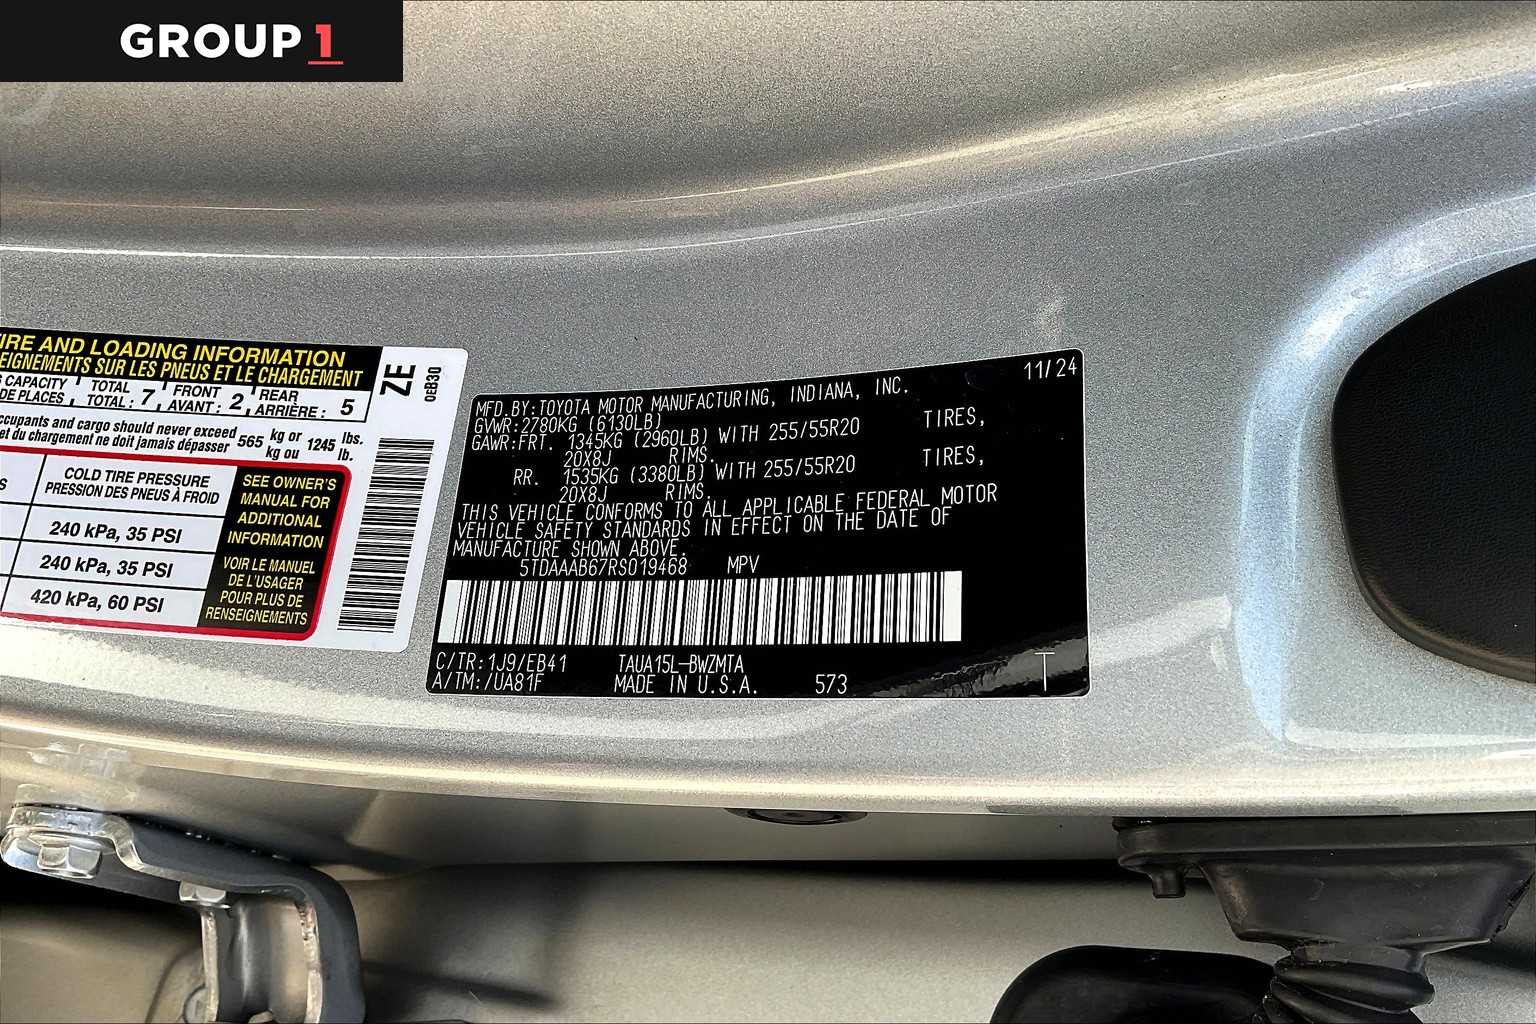 GROUP 1
IRE AND LOADING INFORMATION
EIGNEMENTS SUR LES PNEUS ET LE CHARGEMENT
CAPACITY TOTAL 7 FRONT 2 REAR 5
DE PLACES, TOTAL : AVANT : ARRIÈRE :
ccupants and cargo should never exceed 565 kg or 1245 lbs.
et du chargement ne doit jamais dépasser kg ou lb.
COLD TIRE PRESSURE
PRESSION DES PNEUS À FROID
240 kPa, 35 PSI
240 kPa, 35 PSI
420 kPa, 60 PSI
SEE OWNER'S
MANUAL FOR
ADDITIONAL
INFORMATION
VOIR LE MANUEL
DE L'USAGER
POUR PLUS DE
RENSEIGNEMENTS
ZE
0EB30
11/24
MFD.BY:TOYOTA MOTOR MANUFACTURING, INDIANA, INC.
GVWR:2780KG (6130LB)
GAWR:FRT. 1345KG (2960LB) WITH 255/55R20 TIRES,
20X8J RIMS.
RR. 1535KG (3380LB) WITH 255/55R20 TIRES,
20X8J RIMS.
THIS VEHICLE CONFORMS TO ALL APPLICABLE FEDERAL MOTOR
VEHICLE SAFETY STANDARDS IN EFFECT ON THE DATE OF
MANUFACTURE SHOWN ABOVE.
5TDAAAB67RS019468 MPV
C/TR:1J9/EB41 TAUA15L-BWZMTA
A/TM:/UA81F MADE IN U.S.A. 573 T